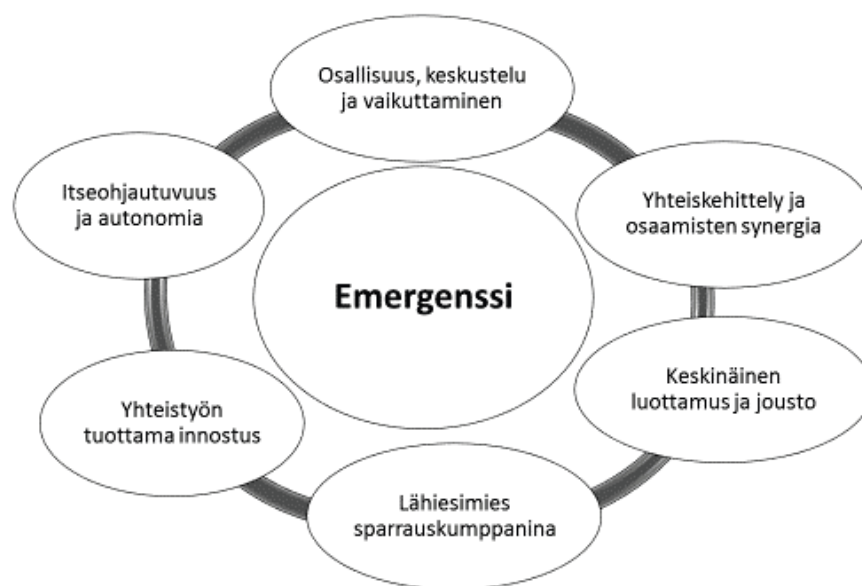 Osallisuus, keskustelu
ja vaikuttaminen
Yhteiskehittely ja
osaamisten synergia
Keskinäinen
luottamus ja jousto
Lähiesimies
sparrauskumppanina
Yhteistyön
tuottama innostus
Itseohjautuvuus
ja autonomia
Emergenssi